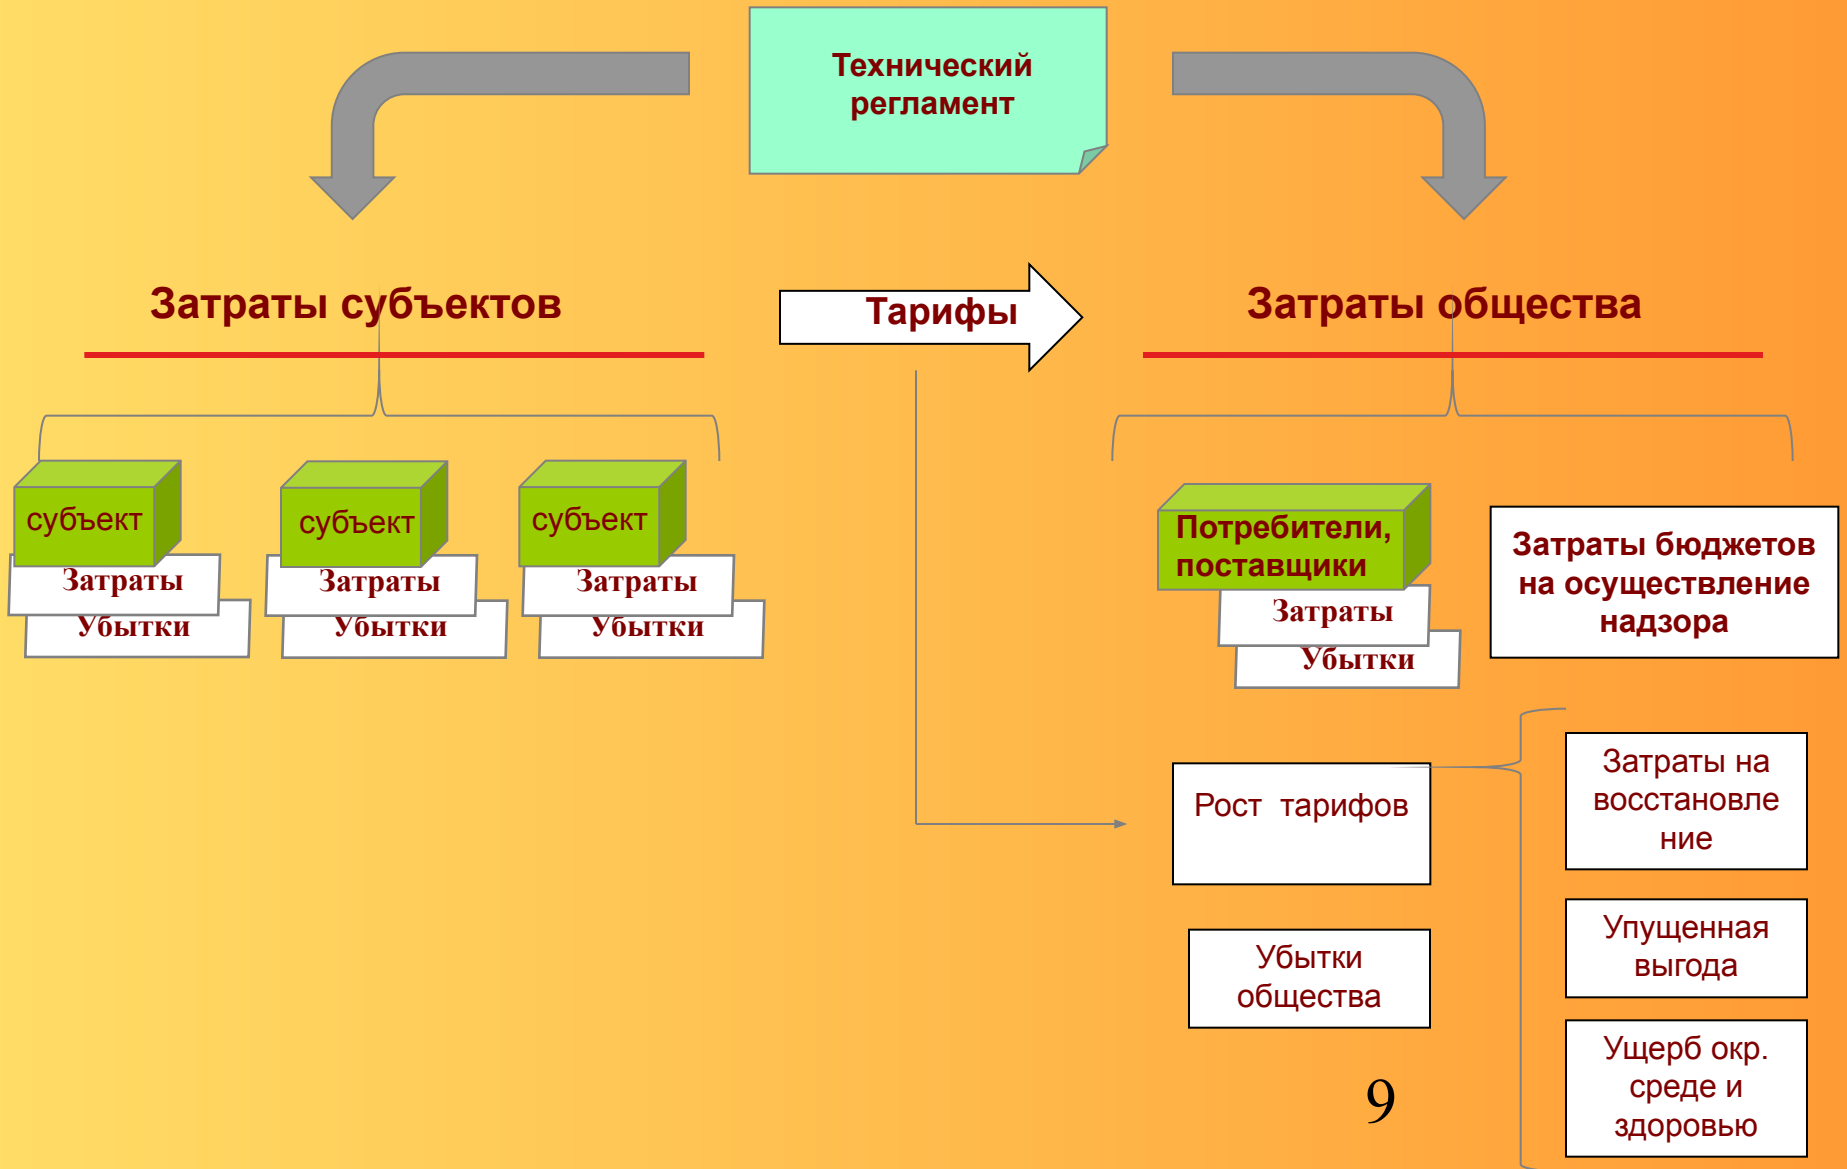 Технический
регламент
Затраты субъектов
Тарифы
Затраты общества
субъект
Затраты
Убытки
субъект
Затраты
Убытки
субъект
Затраты
Убытки
Потребители,
поставщики
Затраты
Убытки
Затраты бюджетов
на осуществление
надзора
Рост тарифов
Убытки
общества
Затраты на
восстановле
ние
Упущенная
выгода
Ущерб окр.
среде и
здоровью
9